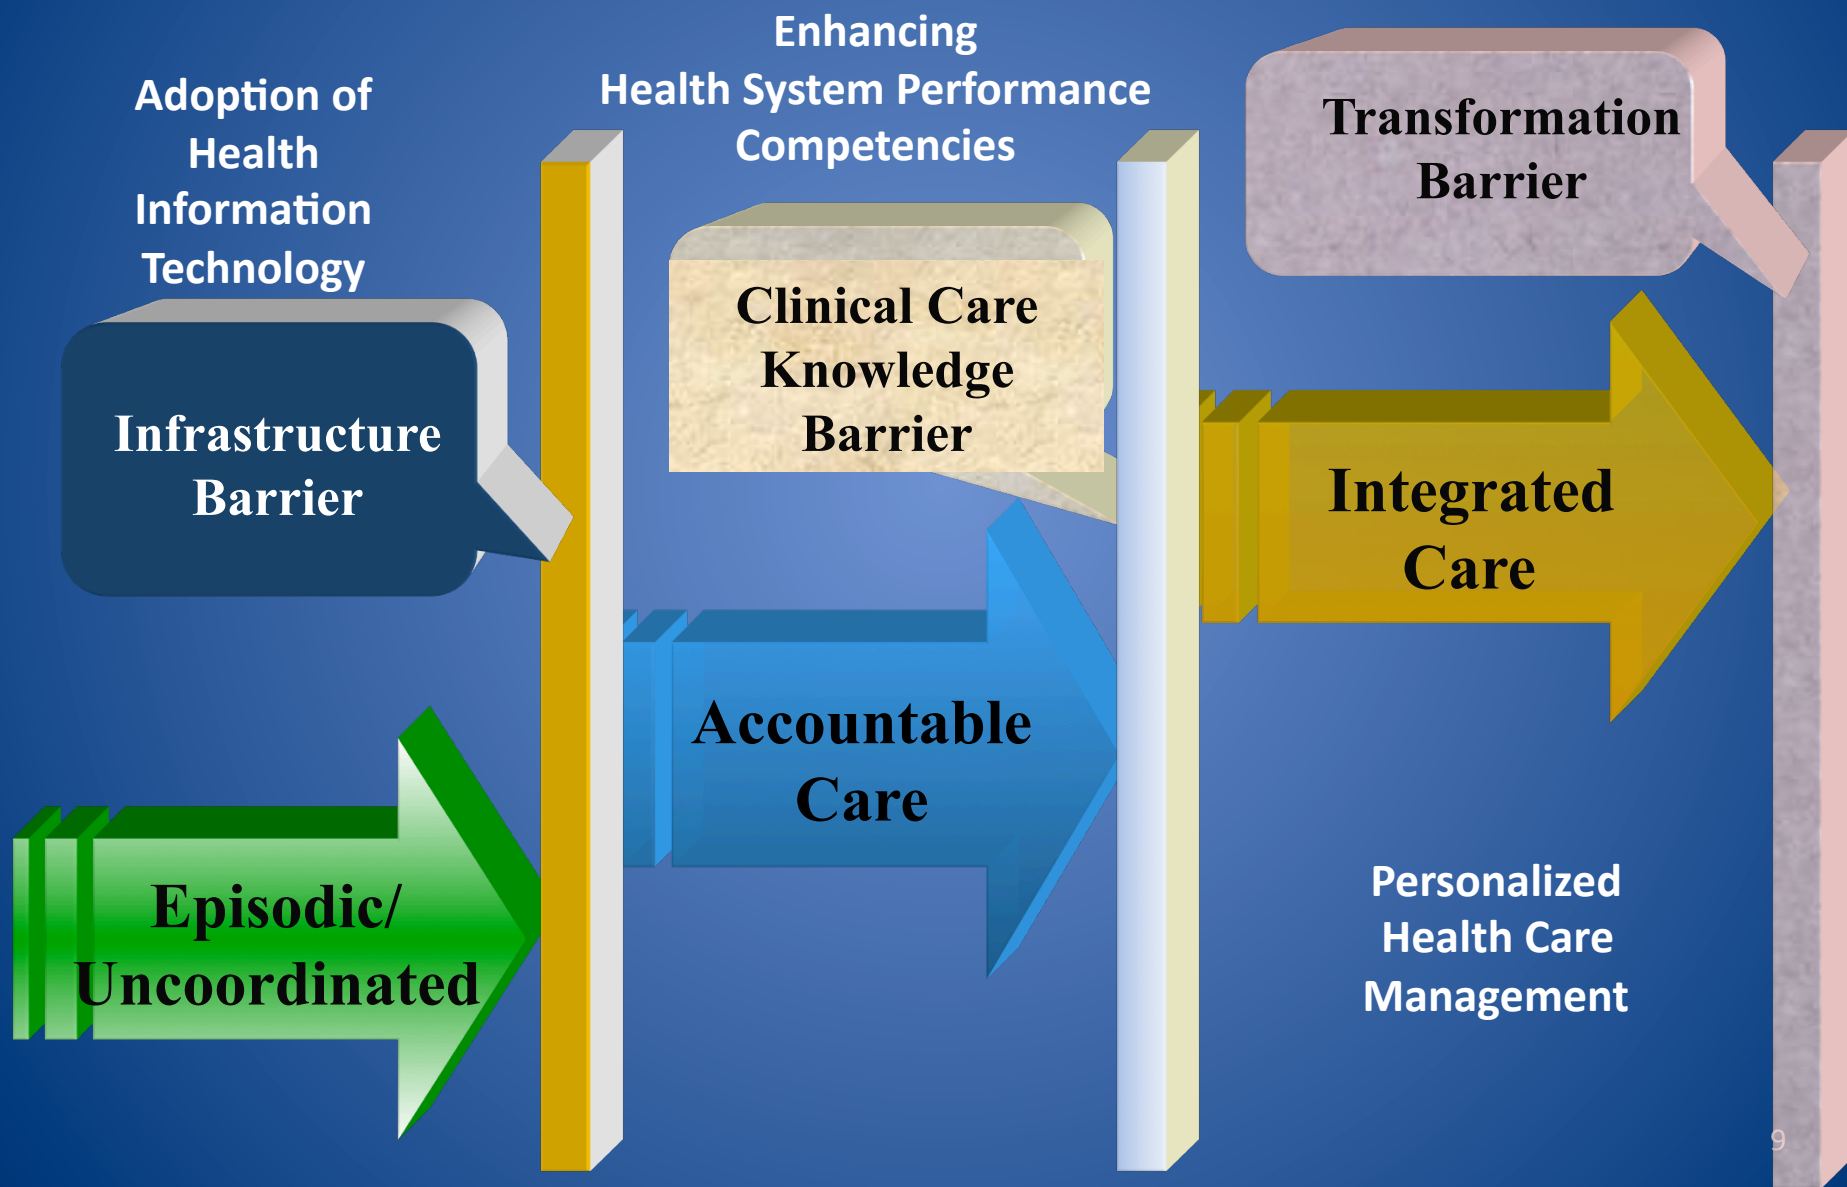 Adoption of
Health
Information
Technology
Infrastructure
Barrier
Episodic/
Uncoordinated
Enhancing
Health System Performance
Competencies
Clinical Care
Knowledge
Barrier
Accountable
Care
Transformation
Barrier
Integrated
Care
Personalized
Health Care
Management
9